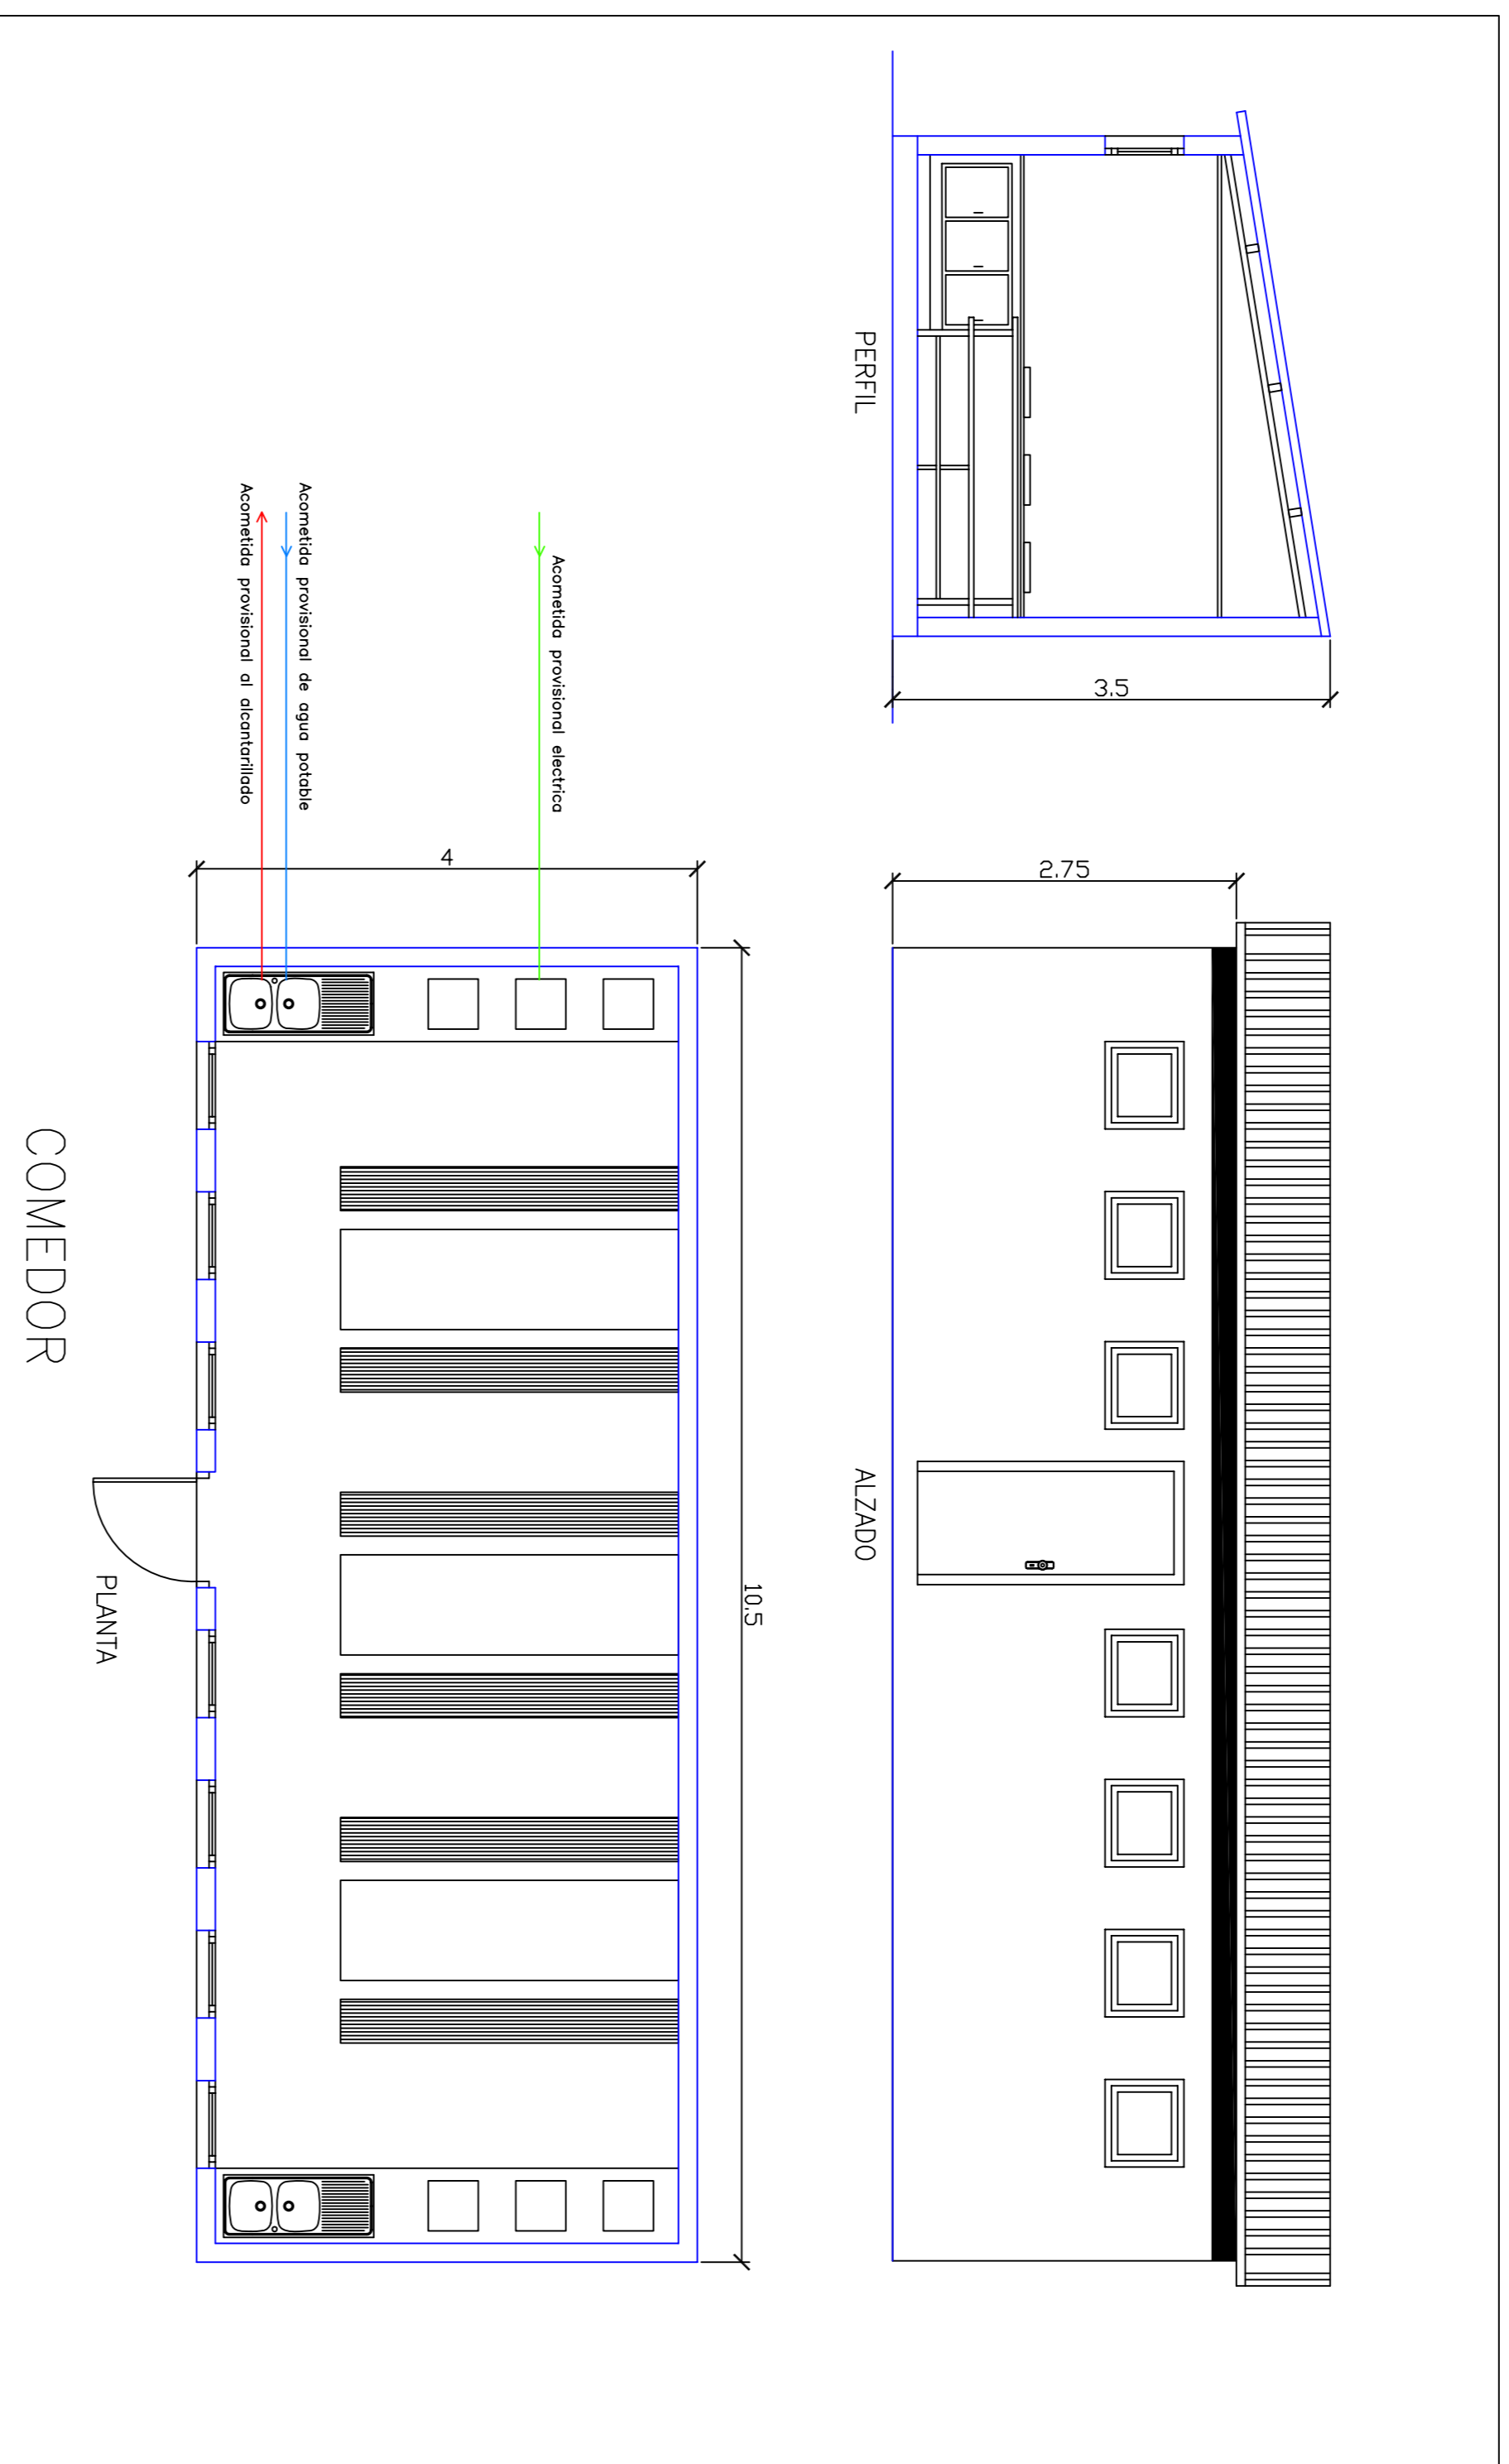 PERFIL
3.5
2.75
ALZADO
Acometida provisional electrica
Acometida provisional de agua potable
Acometida provisional al alcantarillado
4
10.5
PLANTA
COMEDOR